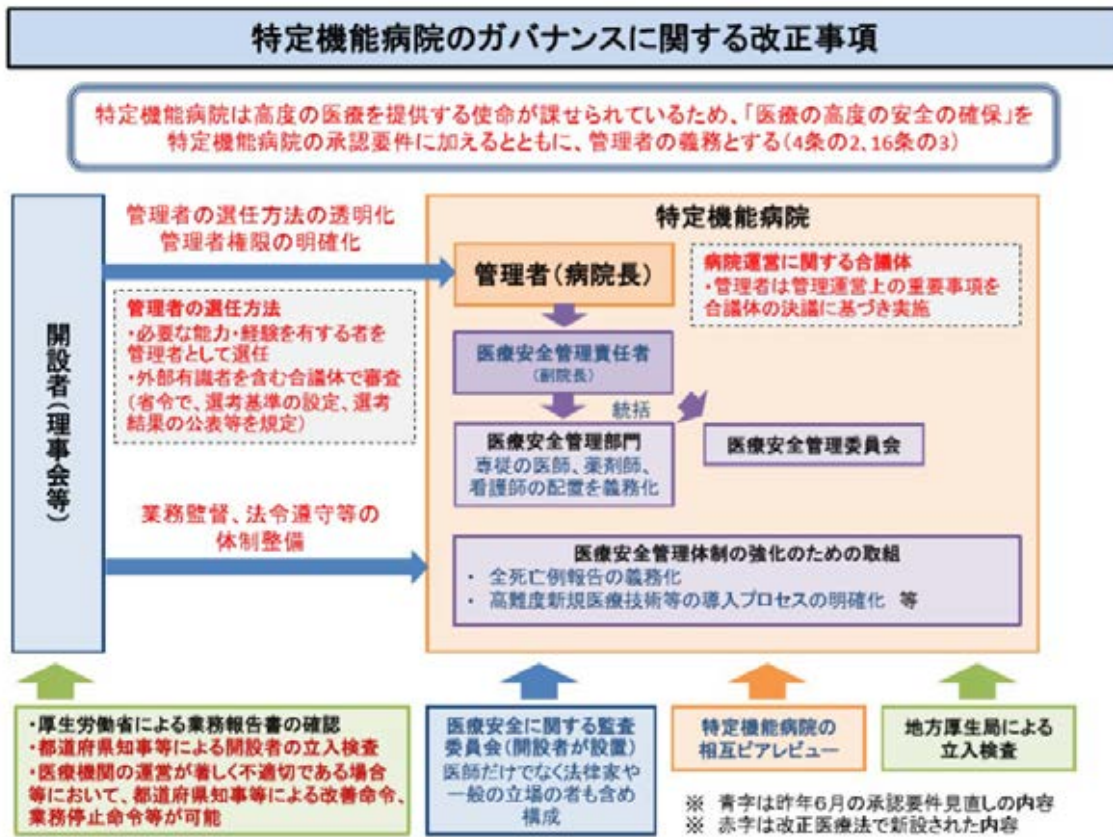 特定機能病院のガバナンスに関する改正事項
特定機能病院は高度の医療を提供する使命が課せられているため、「医療の高度の安全の確保」を
特定機能病院の承認要件に加えるとともに、管理者の義務とする(4条の2、16条の3)
開設者(理事会等)
管理者の選任方法の透明化
管理者権限の明確化
管理者の選任方法
・必要な能力・経験を有する者を
管理者として選任
・外部有識者を含む合議体で審査
(省令で、選考基準の設定、選考
結果の公表等を規定)
業務監督、法令遵守等の
体制整備
特定機能病院
管理者(病院長)
病院運営に関する合議体
・管理者は管理運営上の重要事項を
合議体の決議に基づき実施
医療安全管理責任者
(副院長)
統括
医療安全管理部門
専従の医師、薬剤師、
看護師の配置を義務化
医療安全管理委員会
医療安全管理体制の強化のための取組
・ 全死亡例報告の義務化
・ 高難度新規医療技術等の導入プロセスの明確化 等
・厚生労働省による業務報告書の確認
・都道府県知事等による開設者の立入検査
・医療機関の運営が著しく不適切である場合
等において、都道府県知事等による改善命令、
業務停止命令等が可能
医療安全に関する監査
委員会(開設者が設置)
医師だけでなく法律家や
一般の立場の者も含め
構成
特定機能病院の
相互ピアレビュー
地方厚生局による
立入検査
※ 青字は昨年6月の承認要件見直しの内容
※ 赤字は改正医療法で新設された内容